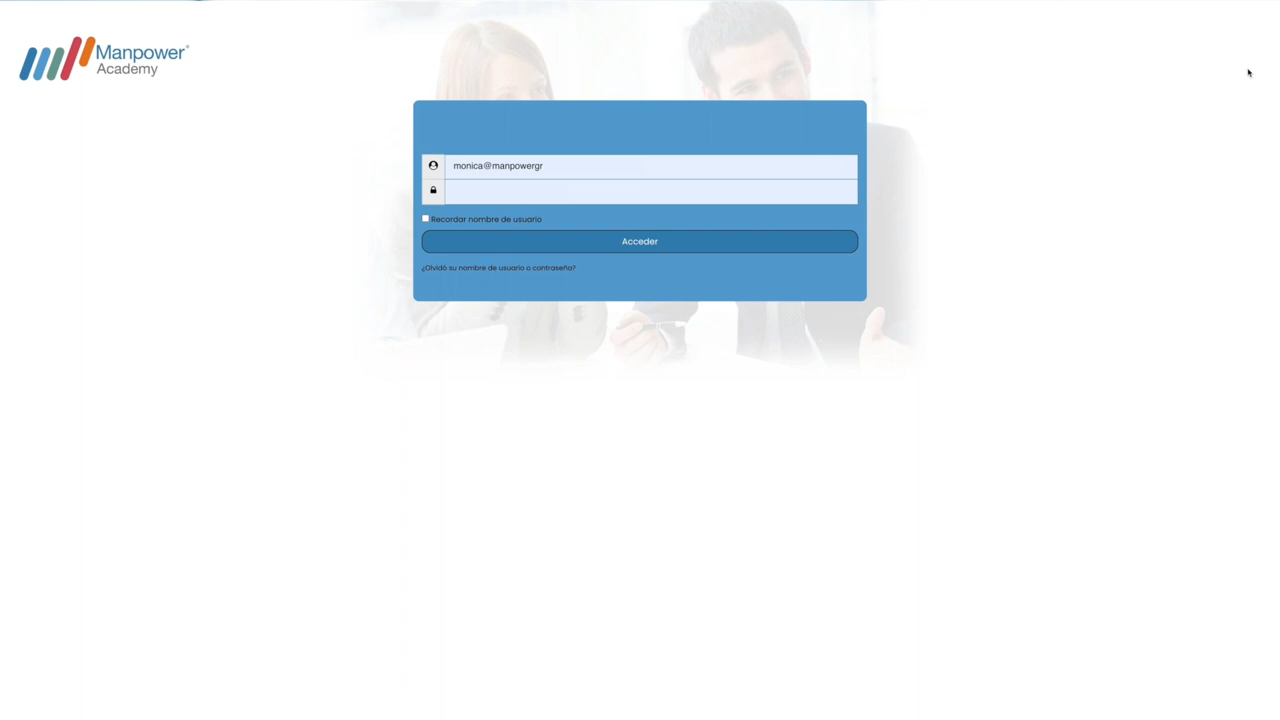 Manpower®
Academy
monica@manpowergr
Recordar nombre de usuario
Acceder
¿Olvidó su nombre de usuario o contraseña?